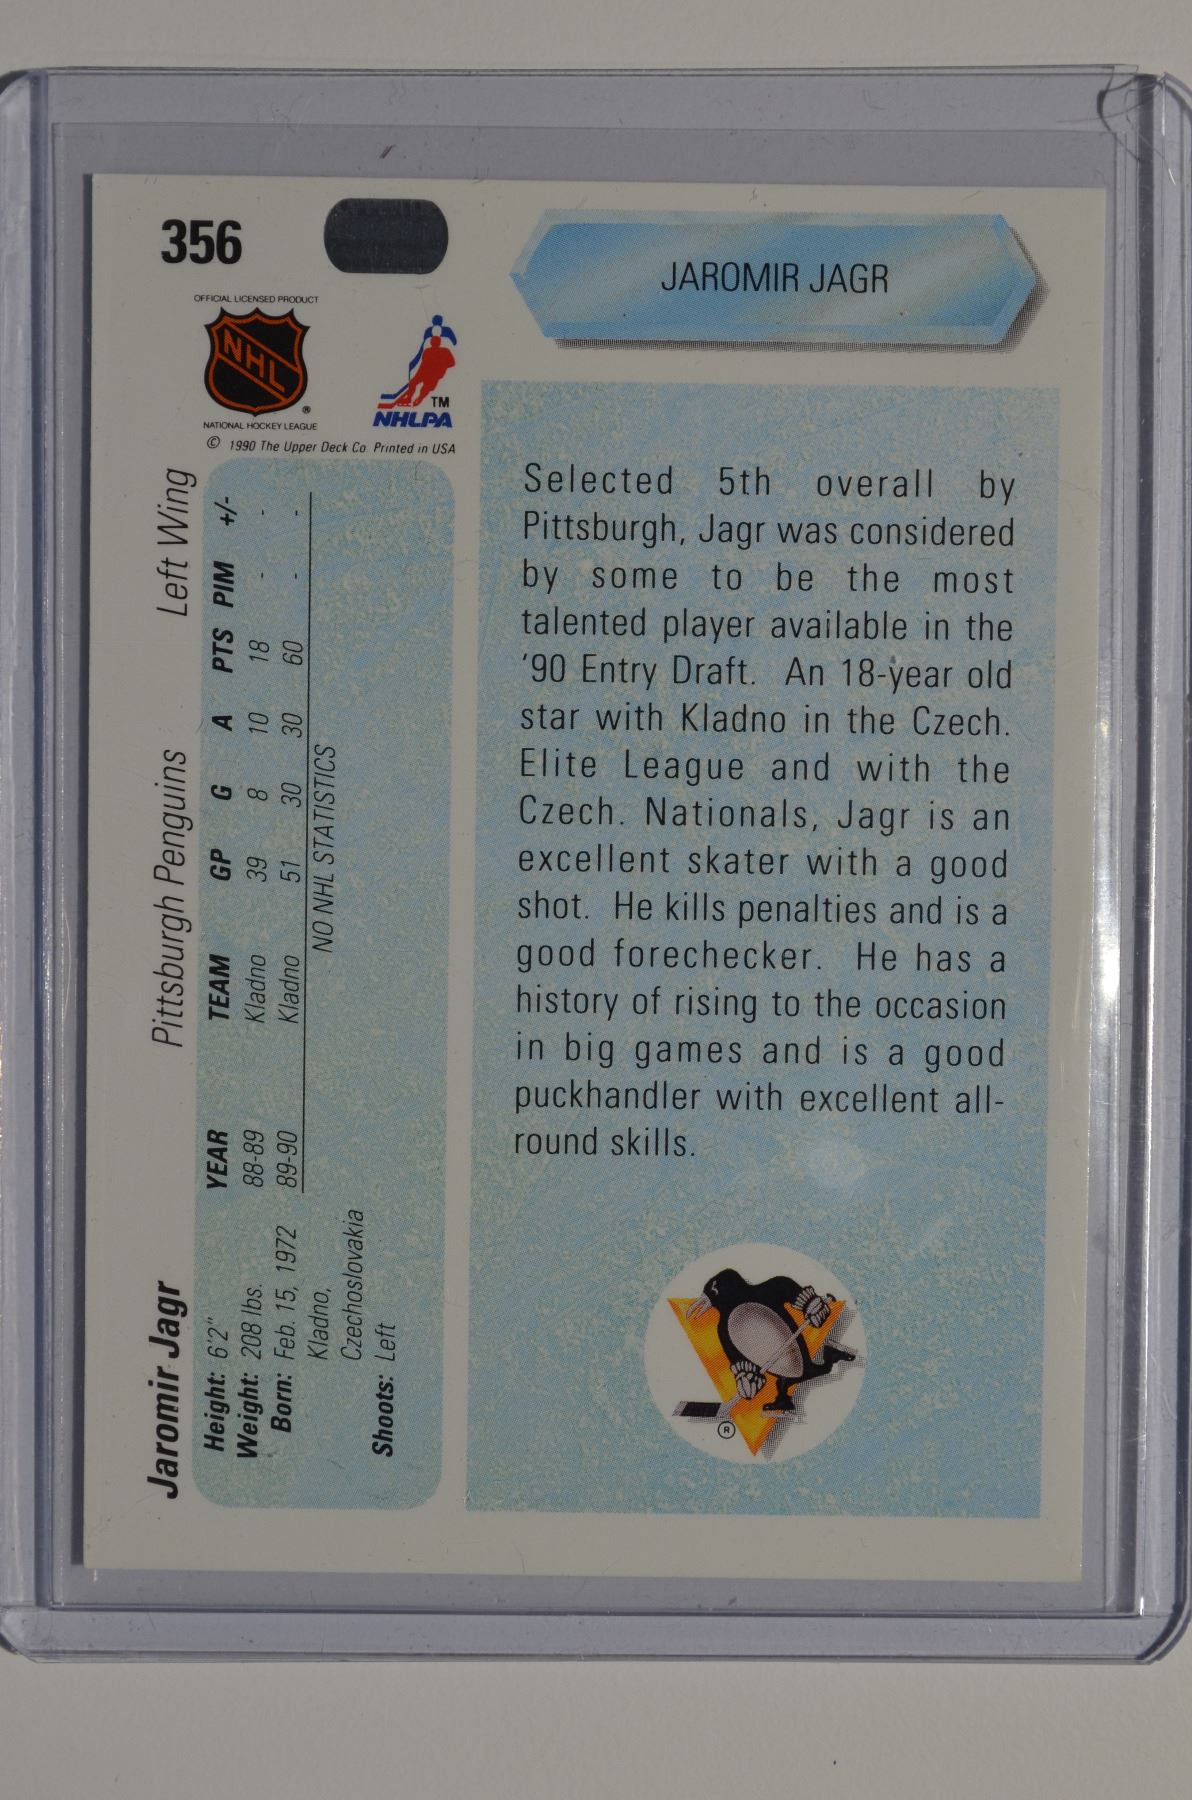 356
JAROMIR JAGR
OFFICIAL LICENSED PRODUCT
NHL
®
NATIONAL HOCKEY LEAGUE
TM
NHLPA
© 1990 The Upper Deck Co. Printed in USA
Selected 5th overall by
Pittsburgh, Jagr was considered
by some to be the most
talented player available in the
'90 Entry Draft. An 18-year old
star with Kladno in the Czech.
Elite League and with the
Czech. Nationals, Jagr is an
excellent skater with a good
shot. He kills penalties and is a
good forechecker. He has a
history of rising to the occasion
in big games and is a good
puckhandler with excellent all-
round skills.
®
Jaromir Jagr Pittsburgh Penguins Left Wing
Height: 6'2"
Weight: 208 lbs.
Born: Feb. 15, 1972
Kladno,
Czechoslovakia
Shoots: Left
YEAR TEAM GP G A PTS PIM +/-
88-89 Kladno 39 8 10 18 - -
89-90 Kladno 51 30 30 60 - -
NO NHL STATISTICS